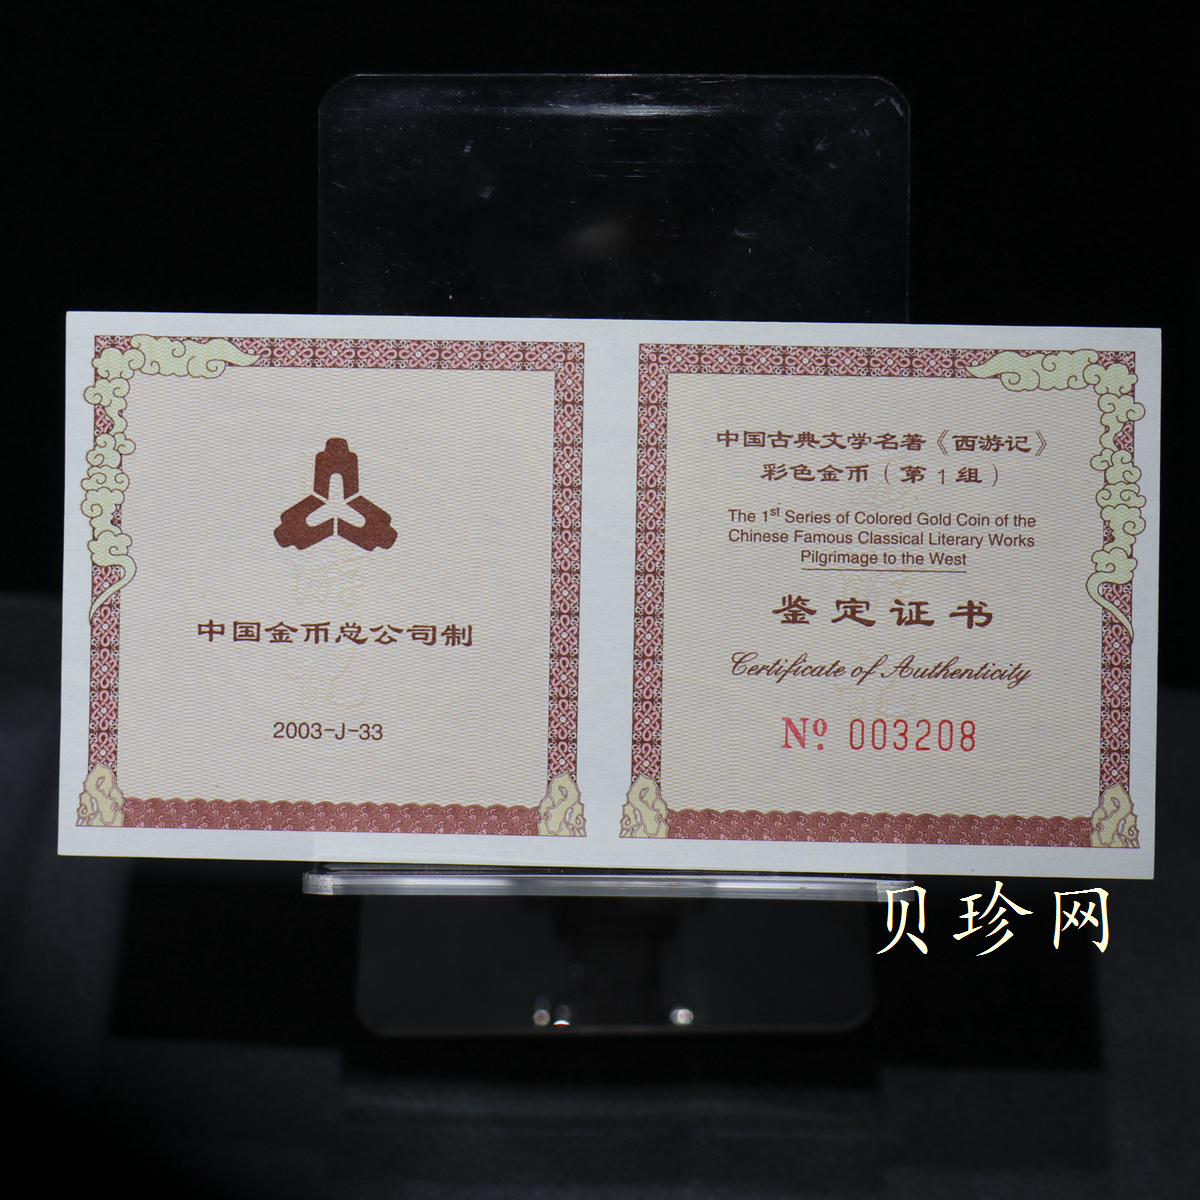 中国金币总公司制
2003-J-33
中国古典文学名著《西游记》
彩色金币（第1组）
The 1st Series of Colored Gold Coin of the
Chinese Famous Classical Literary Works
Pilgrimage to the West
鉴定证书
Certificate of Authenticity
Nº 003208
贝珍网